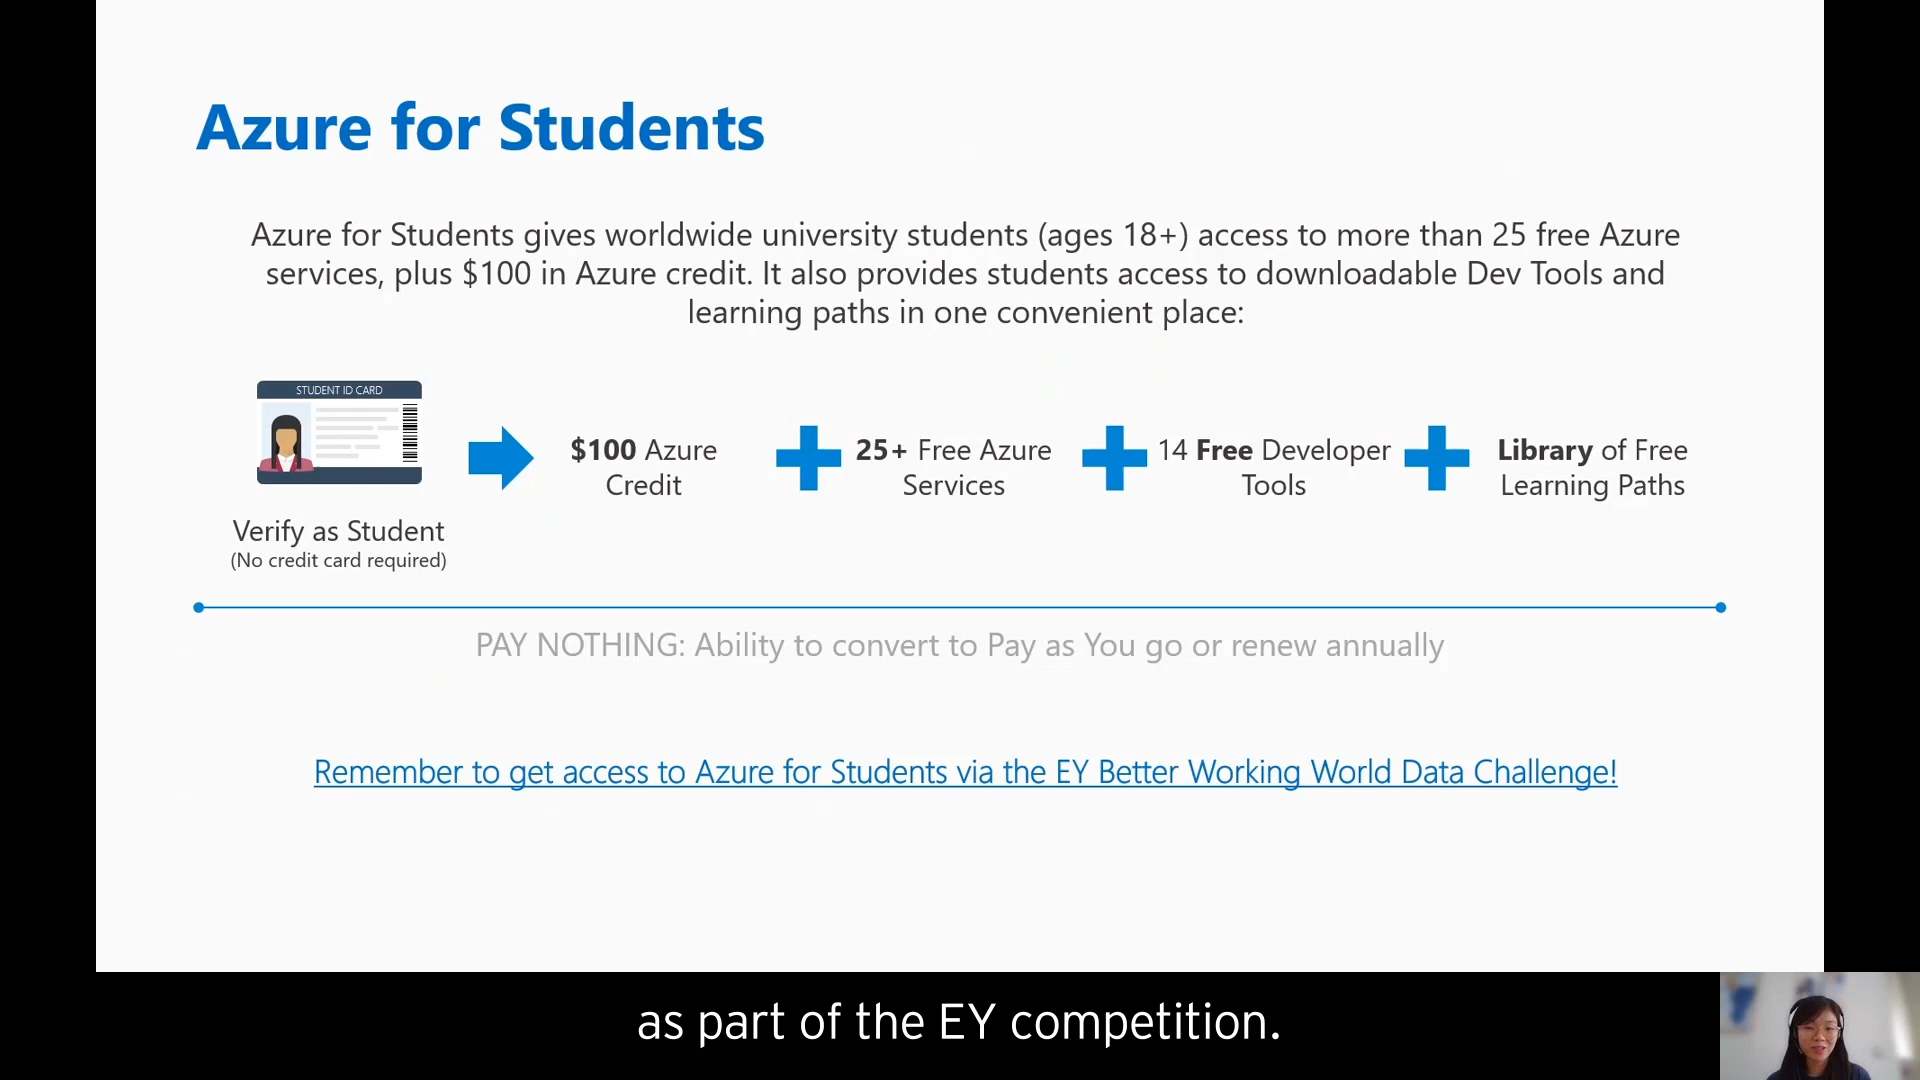 Azure for Students
Azure for Students gives worldwide university students (ages 18+) access to more than 25 free Azure
services, plus $100 in Azure credit. It also provides students access to downloadable Dev Tools and
learning paths in one convenient place:
STUDENT ID CARD
Verify as Student
(No credit card required)
$100 Azure
Credit
25+ Free Azure
Services
14 Free Developer
Tools
Library of Free
Learning Paths
PAY NOTHING: Ability to convert to Pay as You go or renew annually
Remember to get access to Azure for Students via the EY Better Working World Data Challenge!
as part of the EY competition.